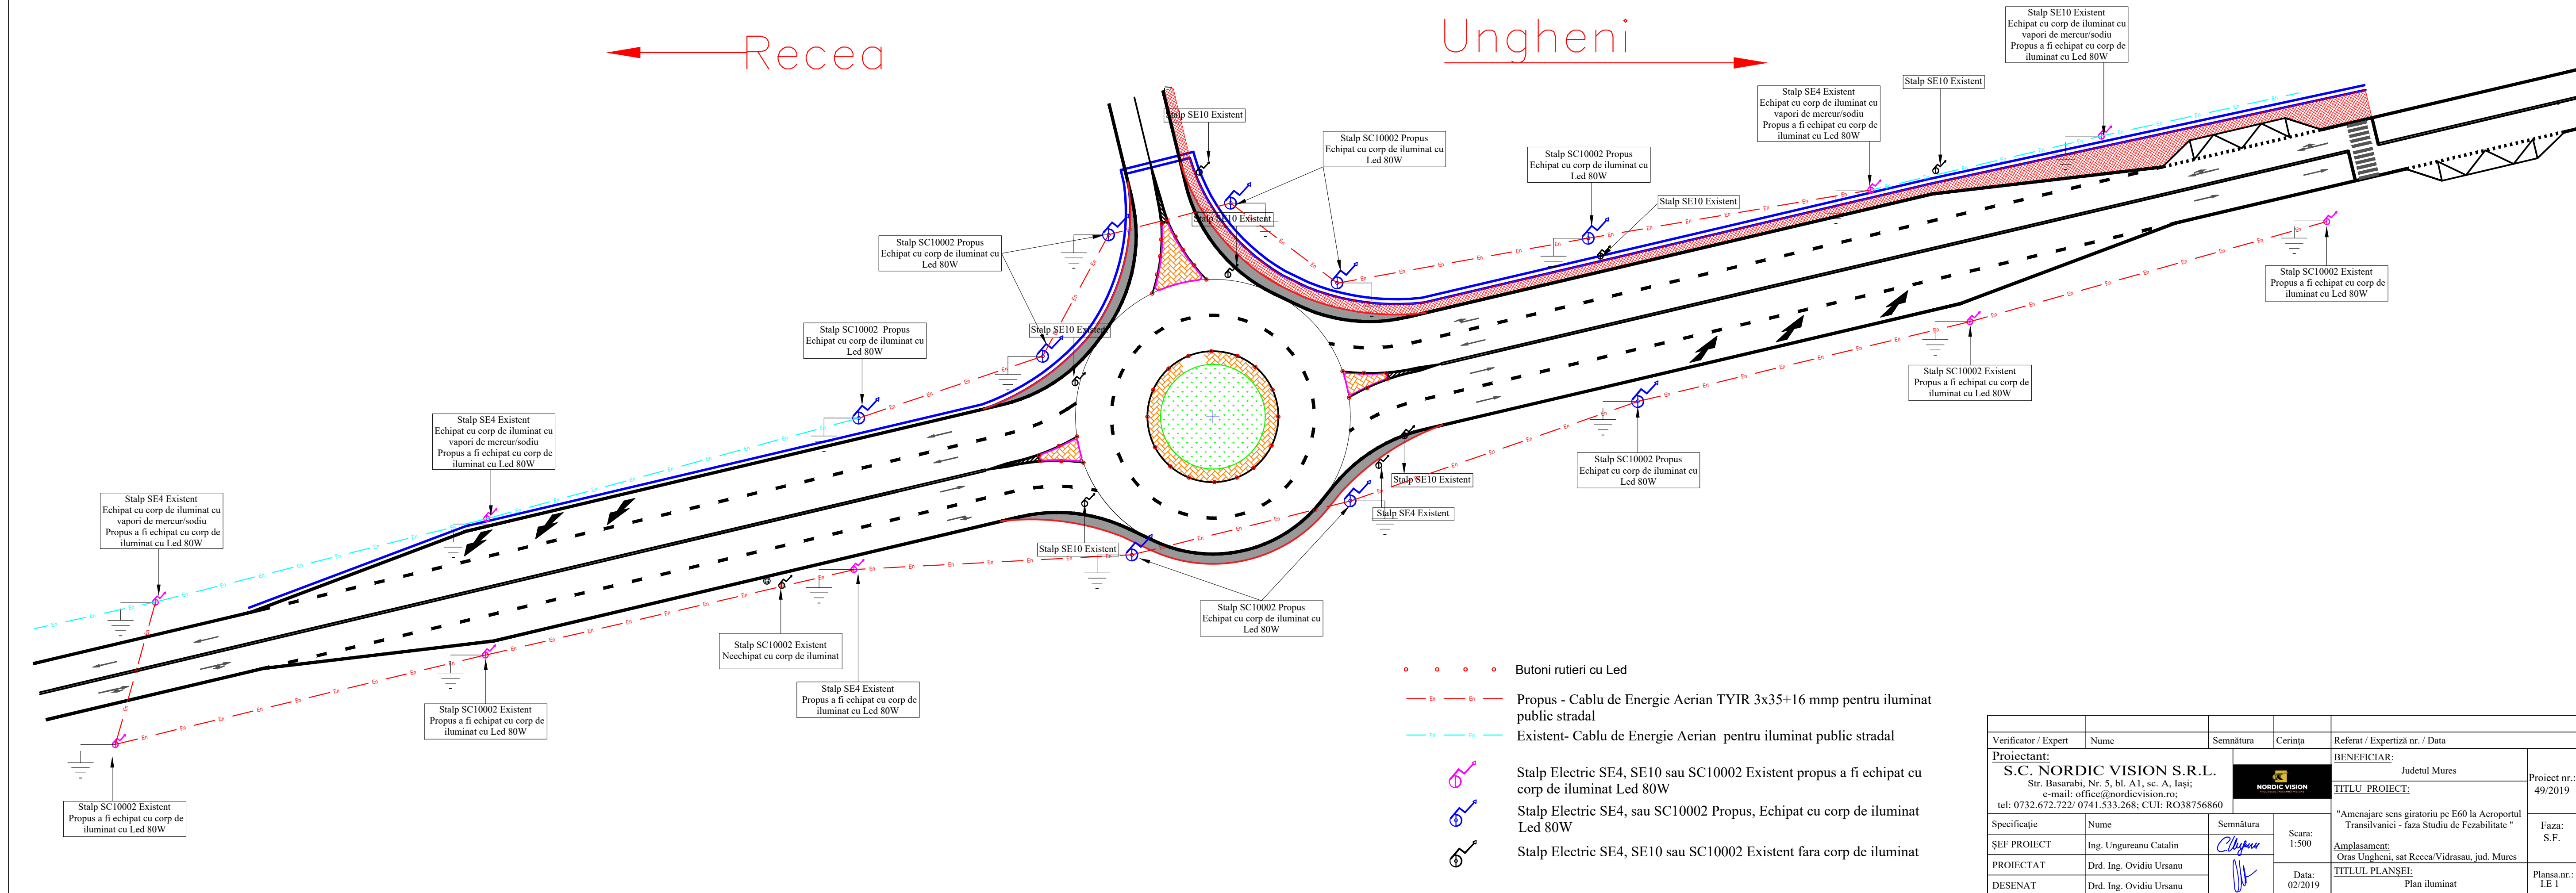 Recea
Ungheni
Stalp SE10 Existent
Echipat cu corp de iluminat cu
vapori de mercur/sodiu
Propus a fi echipat cu corp de
iluminat cu Led 80W
Stalp SE10 Existent
Stalp SE4 Existent
Echipat cu corp de iluminat cu
vapori de mercur/sodiu
Propus a fi echipat cu corp de
iluminat cu Led 80W
Stalp SE10 Existent
Stalp SC10002 Propus
Echipat cu corp de iluminat cu
Led 80W
Stalp SC10002 Propus
Echipat cu corp de iluminat cu
Led 80W
Stalp SE10 Existent
Stalp SE10 Existent
Stalp SC10002 Propus
Echipat cu corp de iluminat cu
Led 80W
Stalp SC10002 Existent
Propus a fi echipat cu corp de
iluminat cu Led 80W
Stalp SC10002 Propus
Echipat cu corp de iluminat cu
Led 80W
Stalp SE10 Existent
Stalp SC10002 Existent
Propus a fi echipat cu corp de
iluminat cu Led 80W
Stalp SE4 Existent
Echipat cu corp de iluminat cu
vapori de mercur/sodiu
Propus a fi echipat cu corp de
iluminat cu Led 80W
Stalp SC10002 Propus
Echipat cu corp de iluminat cu
Led 80W
Stalp SE10 Existent
Stalp SE4 Existent
Echipat cu corp de iluminat cu
vapori de mercur/sodiu
Propus a fi echipat cu corp de
iluminat cu Led 80W
Stalp SE4 Existent
Stalp SE10 Existent
Stalp SC10002 Propus
Echipat cu corp de iluminat cu
Led 80W
Stalp SC10002 Existent
Neechipat cu corp de iluminat
Stalp SE4 Existent
Propus a fi echipat cu corp de
iluminat cu Led 80W
Stalp SC10002 Existent
Propus a fi echipat cu corp de
iluminat cu Led 80W
Stalp SC10002 Existent
Propus a fi echipat cu corp de
iluminat cu Led 80W
Butoni rutieri cu Led
En En En Propus - Cablu de Energie Aerian TYIR 3x35+16 mmp pentru iluminat
public stradal
En En En Existent- Cablu de Energie Aerian pentru iluminat public stradal
Stalp Electric SE4, SE10 sau SC10002 Existent propus a fi echipat cu
corp de iluminat Led 80W
Stalp Electric SE4, sau SC10002 Propus, Echipat cu corp de iluminat
Led 80W
Stalp Electric SE4, SE10 sau SC10002 Existent fara corp de iluminat
Verificator / Expert Nume Semnătura Cerința Referat / Expertiză nr. / Data
Proiectant:
S.C. NORDIC VISION S.R.L.
Str. Basarabi, Nr. 5, bl. A1, sc. A, Iași;
e-mail: office@nordicvision.ro;
tel: 0732.672.722/ 0741.533.268; CUI: RO38756860
NORDIC VISION
BENEFICIAR:
Judetul Mures
Proiect nr.:
49/2019
TITLU PROIECT:
"Amenajare sens giratoriu pe E60 la Aeroportul
Transilvaniei - faza Studiu de Fezabilitate "
Faza:
S.F.
Specificație Nume Semnătura
Scara:
1:500
ȘEF PROIECT Ing. Ungureanu Catalin
Amplasament:
Oras Ungheni, sat Recea/Vidrasau, jud. Mures
PROIECTAT Drd. Ing. Ovidiu Ursanu
Data:
02/2019
TITLUL PLANȘEI:
Plan iluminat
Plansa.nr.:
I.E 1
DESENAT Drd. Ing. Ovidiu Ursanu